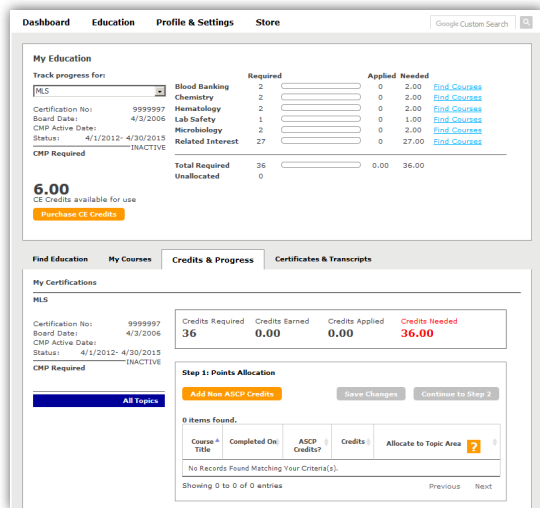 Dashboard Education Profile & Settings Store Google Custom Search
My Education
Track progress for:
MLS
Certification No: 9999997
Board Date: 4/3/2006
CMP Active Date:
Status: 4/1/2012- 4/30/2015
INACTIVE
CMP Required
6.00
CE Credits available for use
Purchase CE Credits
Required Applied Needed
Blood Banking 2 0 2.00 Find Courses
Chemistry 2 0 2.00 Find Courses
Hematology 2 0 2.00 Find Courses
Lab Safety 1 0 1.00 Find Courses
Microbiology 2 0 2.00 Find Courses
Related Interest 27 0 27.00 Find Courses
Total Required 36 0.00 36.00
Unallocated 0
Find Education My Courses Credits & Progress Certificates & Transcripts
My Certifications
MLS
Certification No: 9999997
Board Date: 4/3/2006
CMP Active Date:
Status: 4/1/2012- 4/30/2015
INACTIVE
CMP Required
All Topics
Credits Required Credits Earned Credits Applied Credits Needed
36 0.00 0.00 36.00
Step 1: Points Allocation
Add Non ASCP Credits Save Changes Continue to Step 2
0 items found.
Course Title Completed On ASCP Credits? Credits Allocate to Topic Area ?
No Records Found Matching Your Criteria(s).
Showing 0 to 0 of 0 entries Previous Next